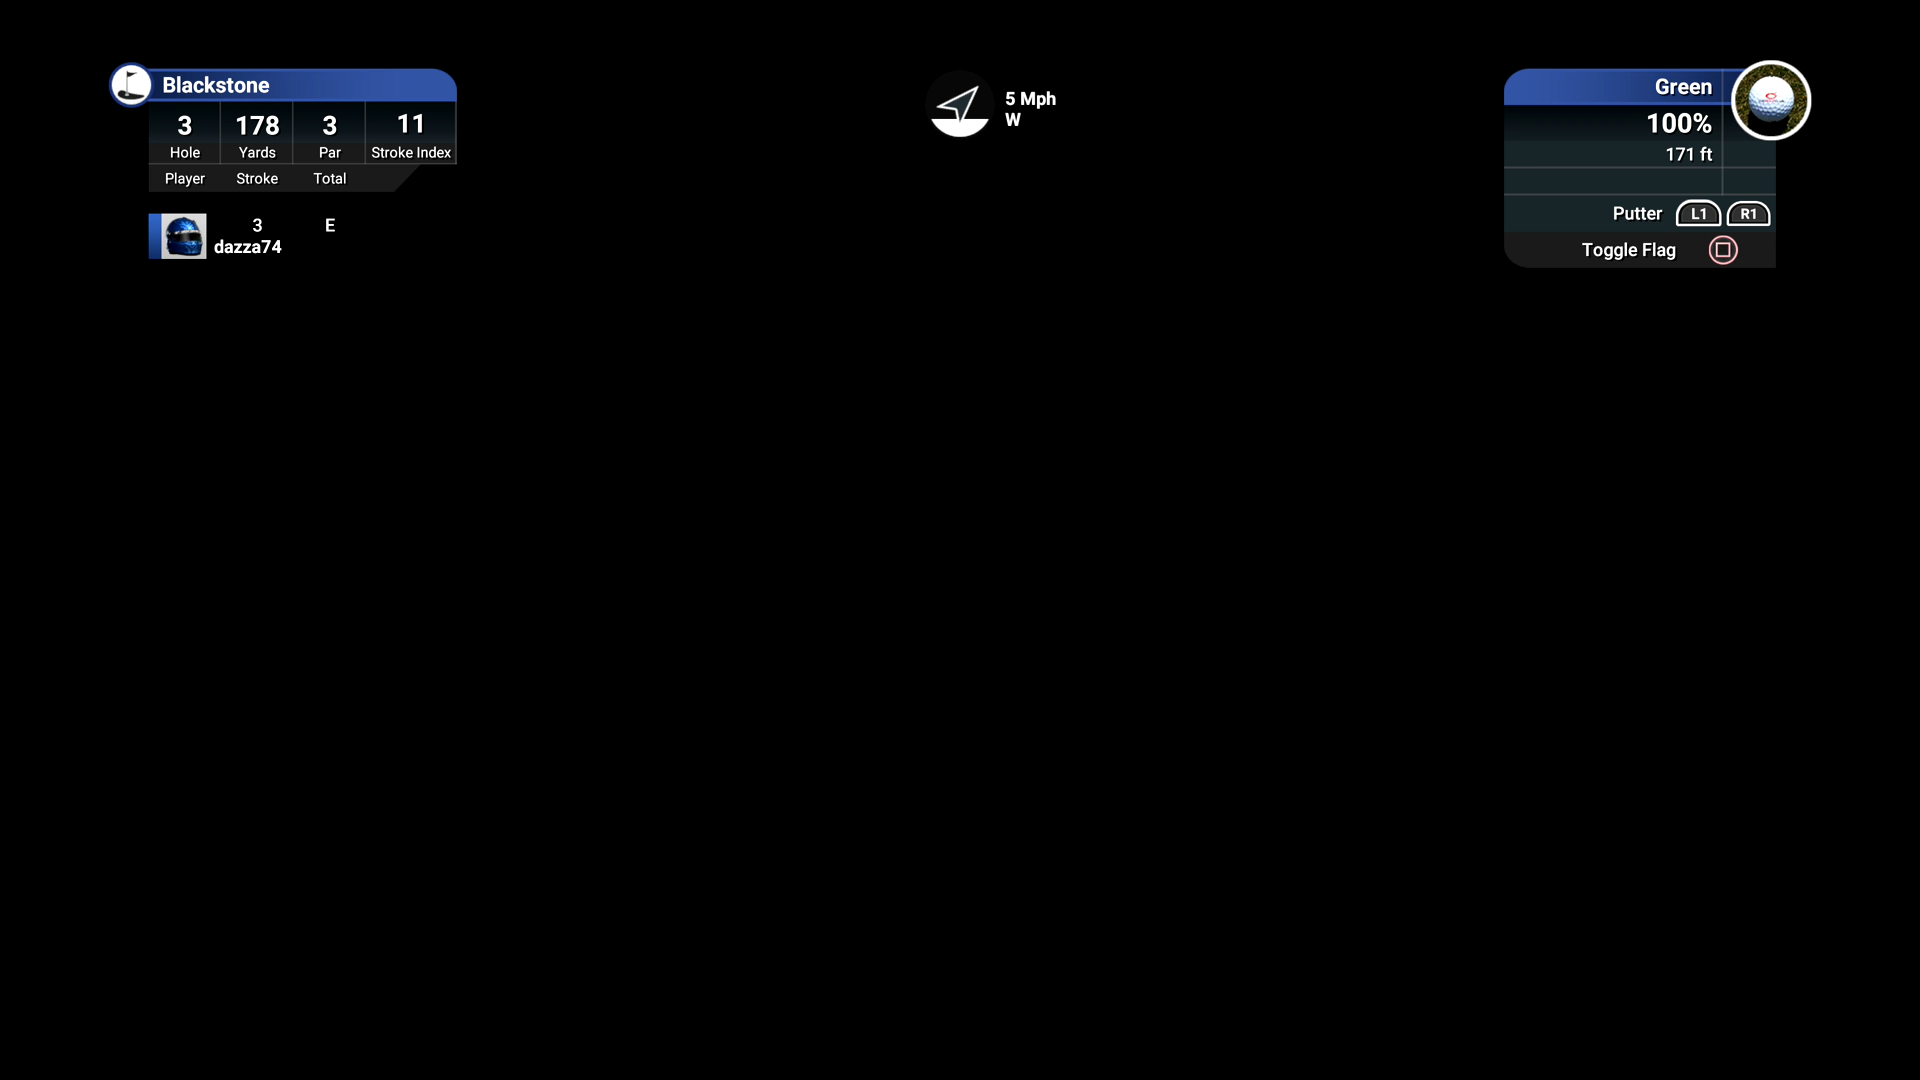 Blackstone
3 178 3 11
Hole Yards Par Stroke Index
Player Stroke Total
3 E
dazza74
5 Mph
W
Green
100%
171 ft
Putter L1 R1
Toggle Flag